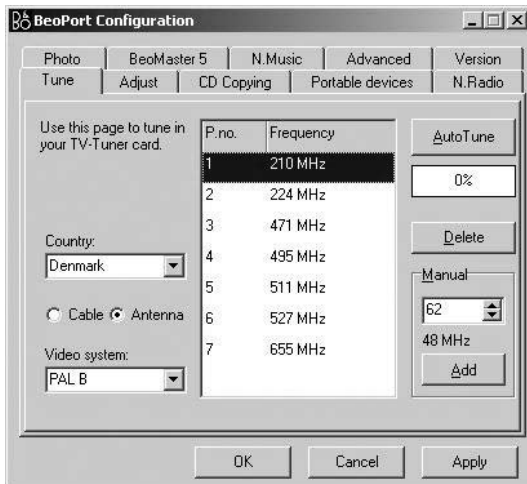 BeoPort Configuration
Photo BeoMaster 5 N.Music Advanced Version
Tune Adjust CD Copying Portable devices N.Radio
Use this page to tune in
your TV-Tuner card.
Country:
Denmark
Cable Antenna
Video system:
PAL B
P.no. Frequency
1 210 MHz
2 224 MHz
3 471 MHz
4 495 MHz
5 511 MHz
6 527 MHz
7 655 MHz
AutoTune
0%
Delete
Manual
62
48 MHz
Add
OK Cancel Apply